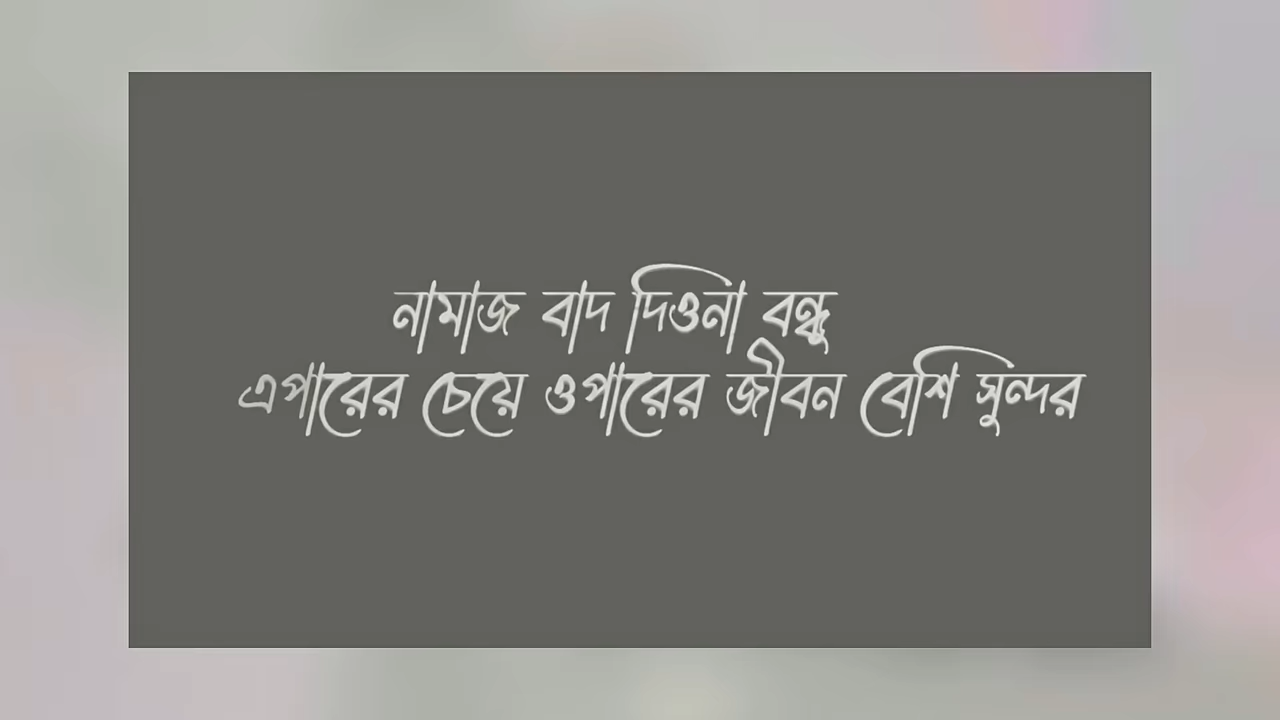 নামাজ বাদ দিওনা বন্ধু
এপারের চেয়ে ওপারের জীবন বেশি সুন্দর